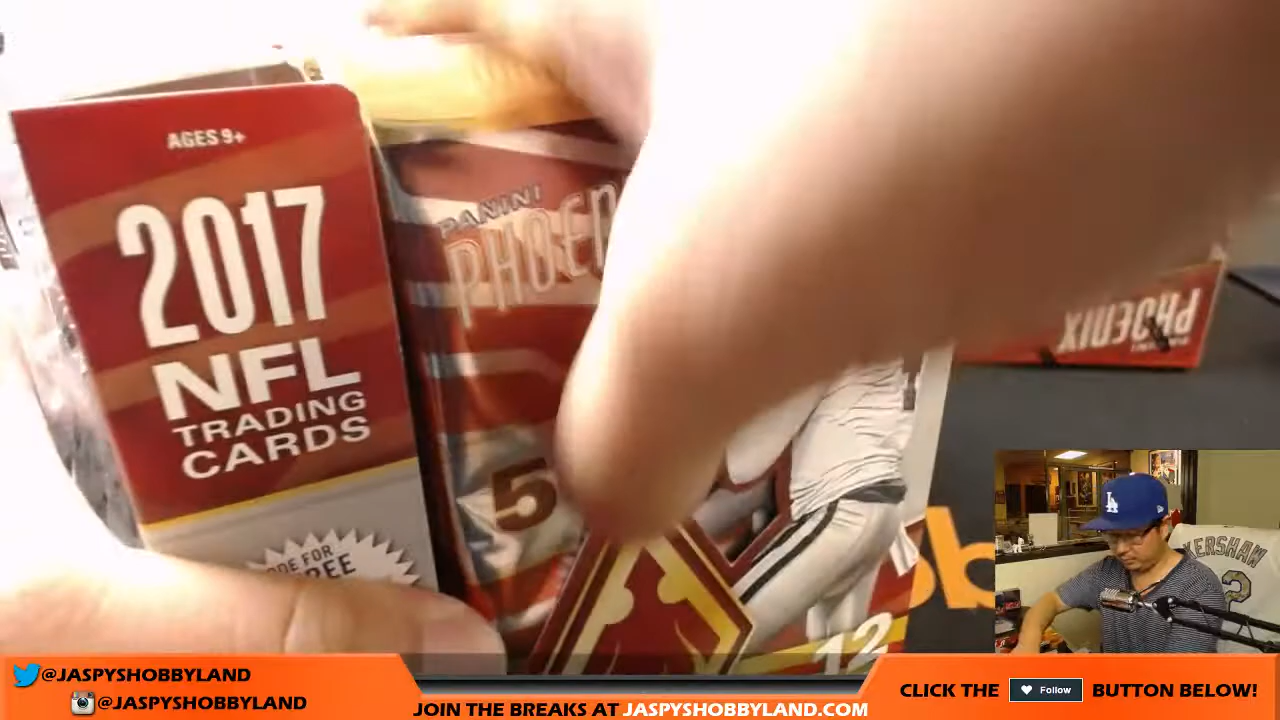 AGES 9+
2017
NFL
TRADING
CARDS
PANINI
5
12
PHOENIX
KERSHAW
LA
@JASPYSHOBBYLAND
@JASPYSHOBBYLAND
JOIN THE BREAKS AT JASPYSHOBBYLAND.COM
CLICK THE Follow BUTTON BELOW!